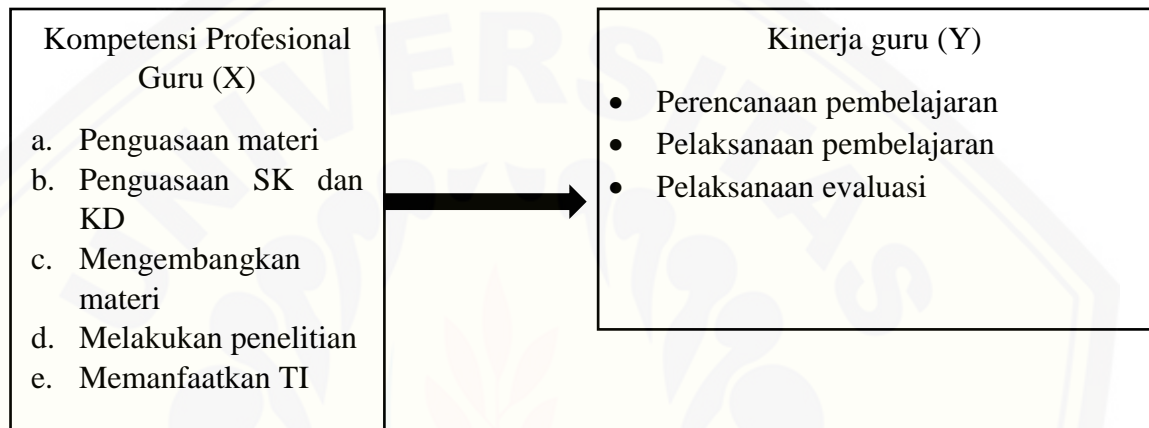 Kompetensi Profesional
Guru (X)
a. Penguasaan materi
b. Penguasaan SK dan
KD
c. Mengembangkan
materi
d. Melakukan penelitian
e. Memanfaatkan TI
Kinerja guru (Y)
• Perencanaan pembelajaran
• Pelaksanaan pembelajaran
• Pelaksanaan evaluasi
UNIVERSITAS